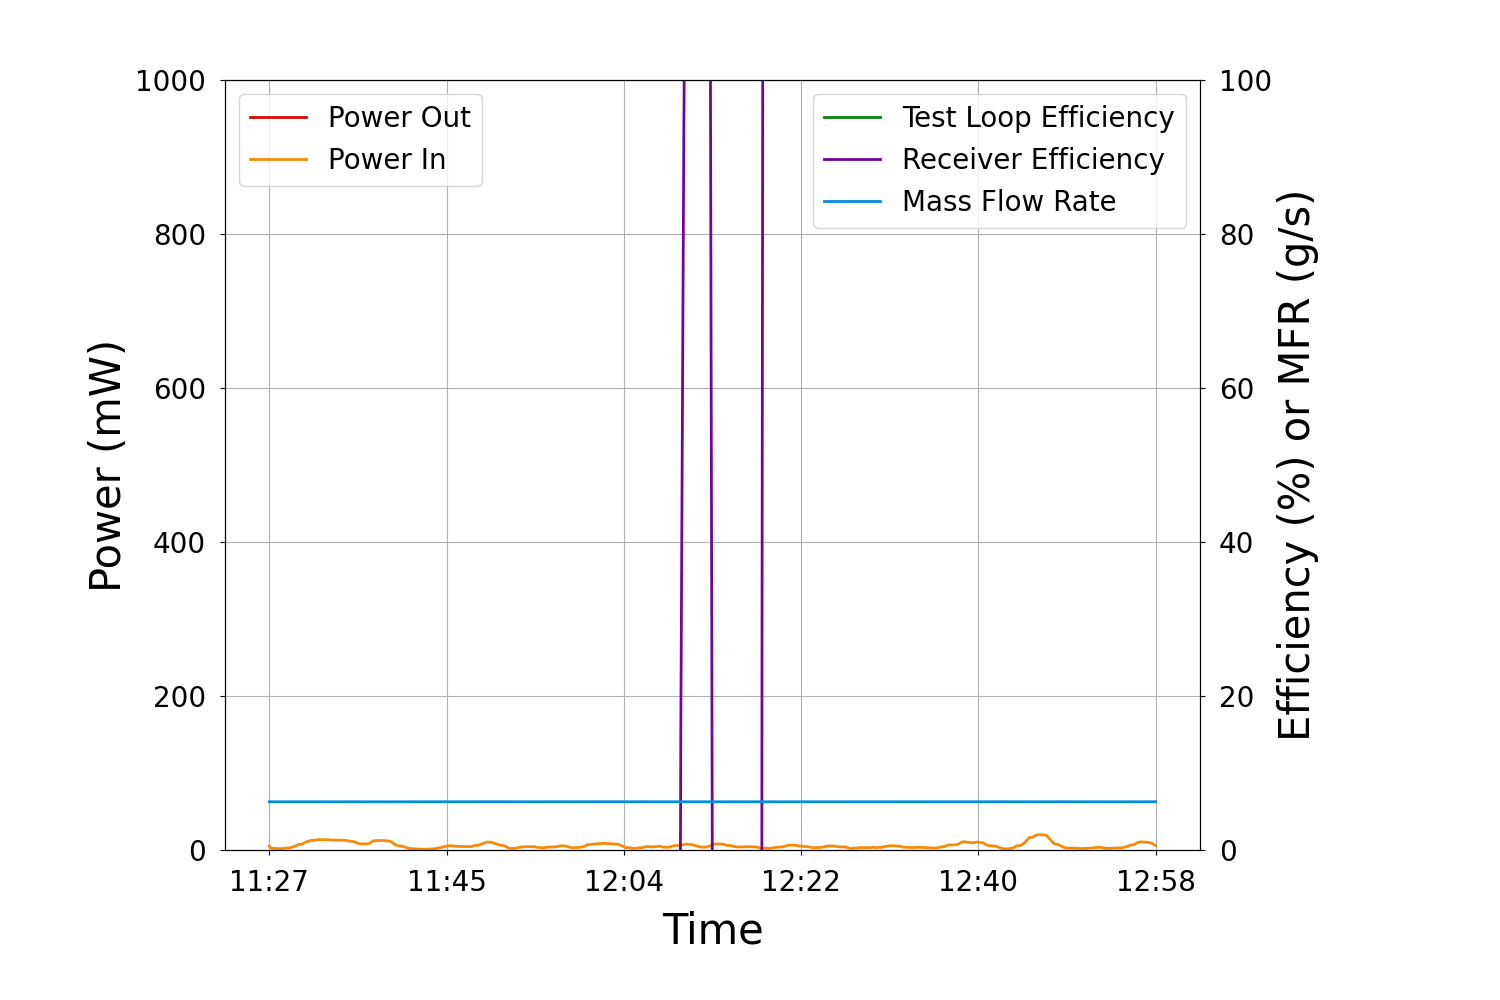 1000
800
600
400
200
0
Power (mW)
Power Out
Power In
Test Loop Efficiency
Receiver Efficiency
Mass Flow Rate
100
80
60
40
20
0
Efficiency (%) or MFR (g/s)
11:27 11:45 12:04 12:22 12:40 12:58
Time